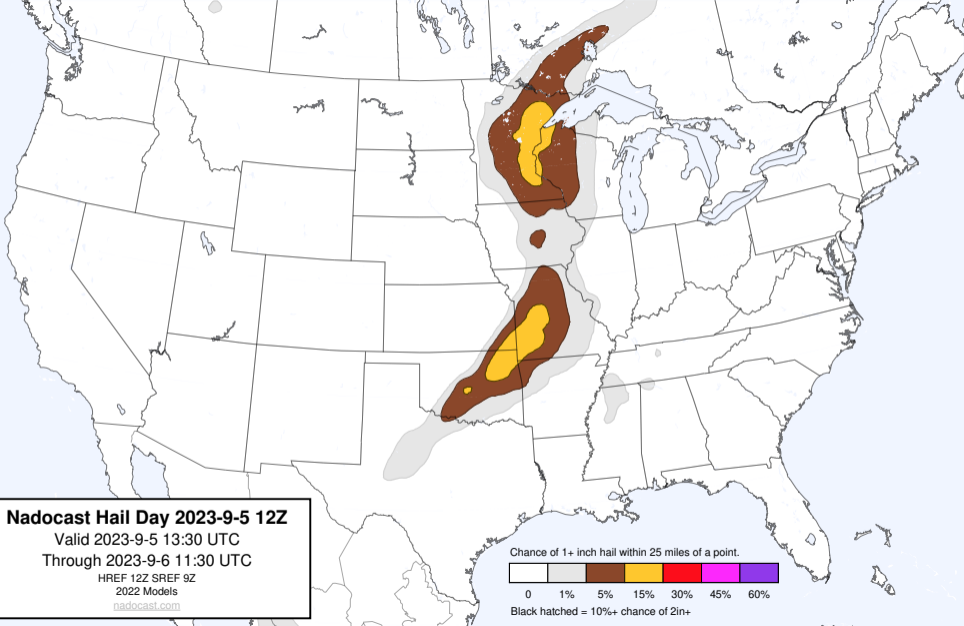 Nadocast Hail Day 2023-9-5 12Z
Valid 2023-9-5 13:30 UTC
Through 2023-9-6 11:30 UTC
HREF 12Z SREF 9Z
2022 Models
nadocast.com
Chance of 1+ inch hail within 25 miles of a point.
0 1% 5% 15% 30% 45% 60%
Black hatched = 10%+ chance of 2in+